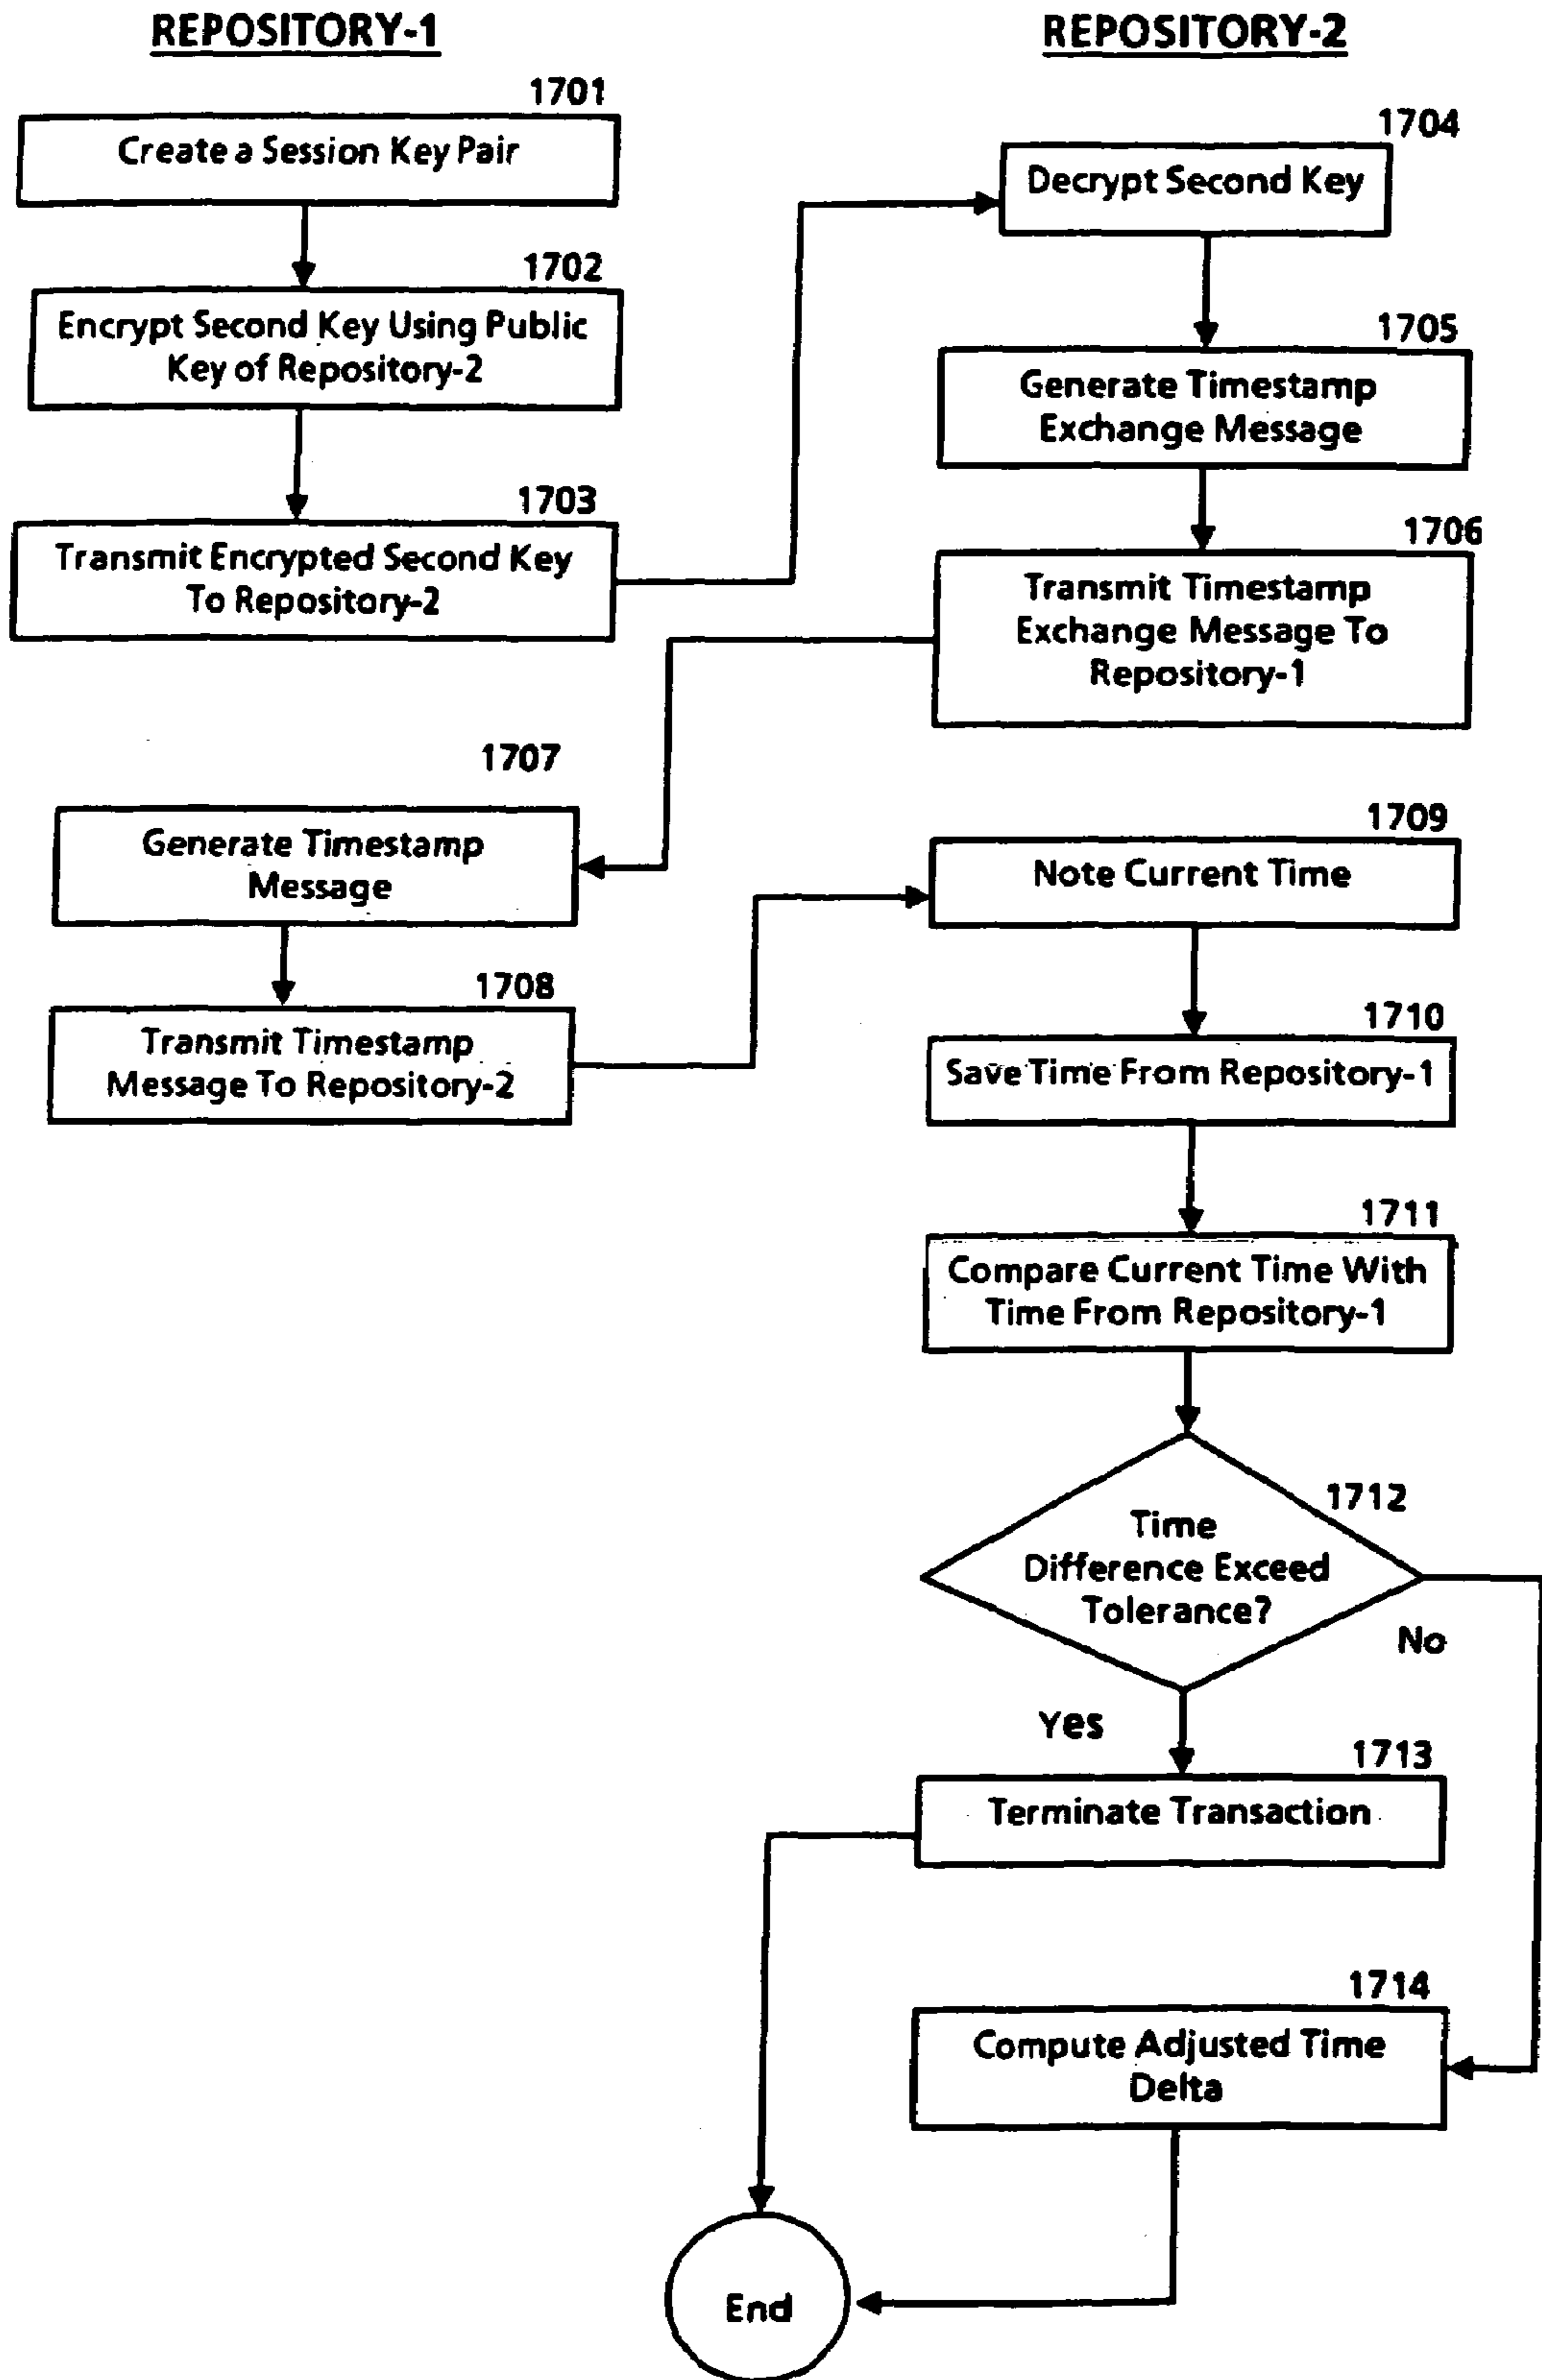 REPOSITORY-1
1701
Create a Session Key Pair
1702
Encrypt Second Key Using Public
Key of Repository-2
1703
Transmit Encrypted Second Key
To Repository-2
REPOSITORY-2
1704
Decrypt Second Key
1705
Generate Timestamp
Exchange Message
1706
Transmit Timestamp
Exchange Message To
Repository-1
1707
Generate Timestamp
Message
1708
Transmit Timestamp
Message To Repository-2
1709
Note Current Time
1710
Save Time From Repository-1
1711
Compare Current Time With
Time From Repository-1
1712
Time
Difference Exceed
Tolerance?
No
Yes
1713
Terminate Transaction
1714
Compute Adjusted Time
Delta
End